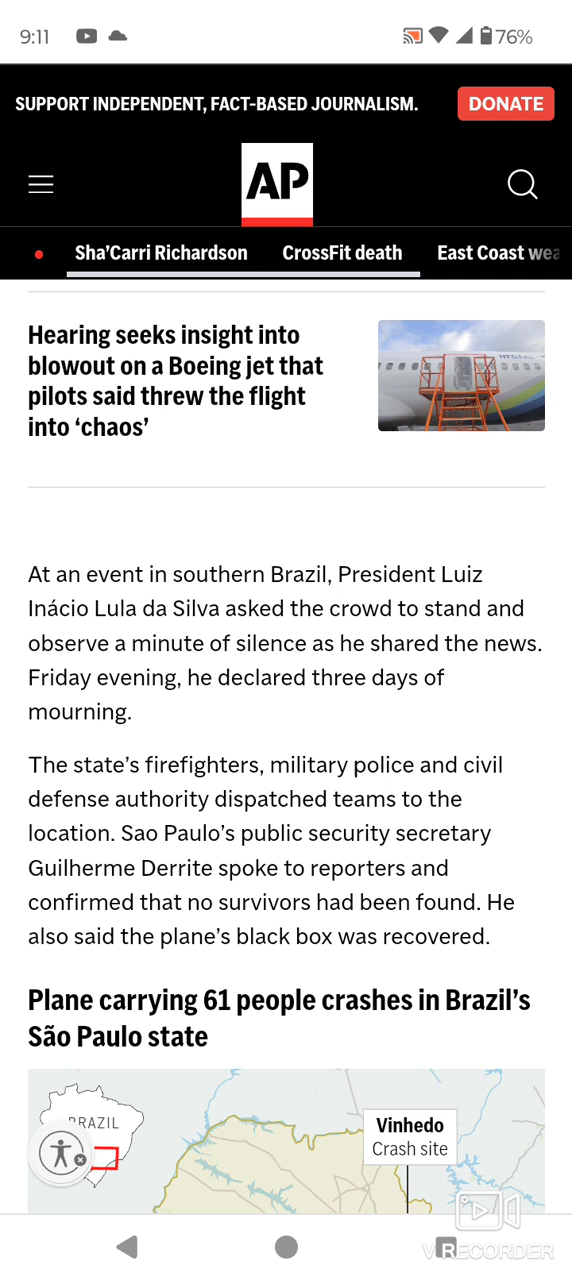 9:11
76%
SUPPORT INDEPENDENT, FACT-BASED JOURNALISM.
DONATE
AP
Sha’Carri Richardson
CrossFit death
East Coast wea
Hearing seeks insight into
blowout on a Boeing jet that
pilots said threw the flight
into ‘chaos’
At an event in southern Brazil, President Luiz
Inácio Lula da Silva asked the crowd to stand and
observe a minute of silence as he shared the news.
Friday evening, he declared three days of
mourning.
The state’s firefighters, military police and civil
defense authority dispatched teams to the
location. Sao Paulo’s public security secretary
Guilherme Derrite spoke to reporters and
confirmed that no survivors had been found. He
also said the plane’s black box was recovered.
Plane carrying 61 people crashes in Brazil’s
São Paulo state
BRAZIL
Vinhedo
Crash site
VRECORDER